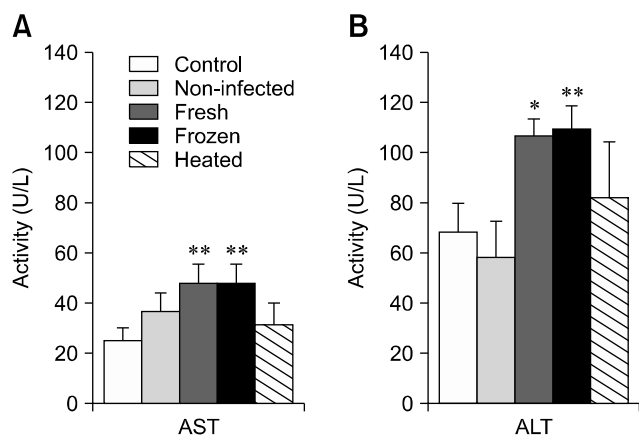 A
Activity (U/L)
140
120
100
80
60
40
20
0
Control
Non-infected
Fresh
Frozen
Heated
** **
AST
B
Activity (U/L)
140
120
100
80
60
40
20
0
* **
ALT